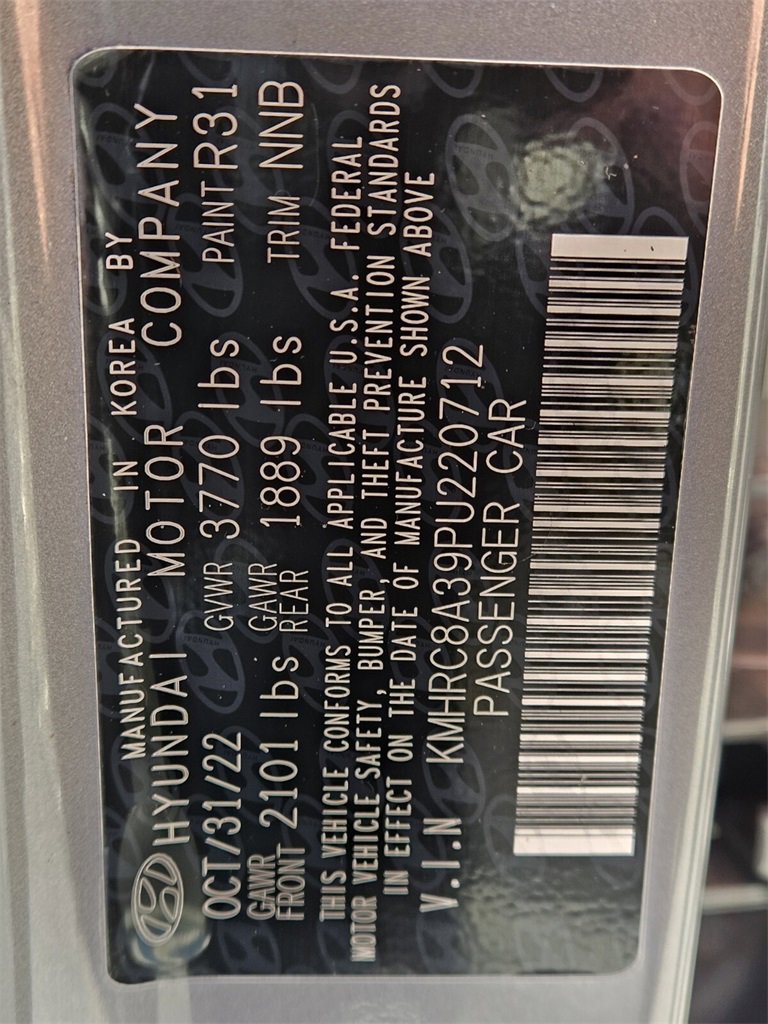 MANUFACTURED IN KOREA BY
HYUNDAI MOTOR COMPANY
OCT/31/22 GVWR 3770 lbs PAINT R31
GAWR FRONT 2101 lbs GAWR REAR 1889 lbs TRIM NNB
THIS VEHICLE CONFORMS TO ALL APPLICABLE U.S.A. FEDERAL
MOTOR VEHICLE SAFETY, BUMPER, AND THEFT PREVENTION STANDARDS
IN EFFECT ON THE DATE OF MANUFACTURE SHOWN ABOVE
V.I.N KMHRC8A39PU220712
PASSENGER CAR